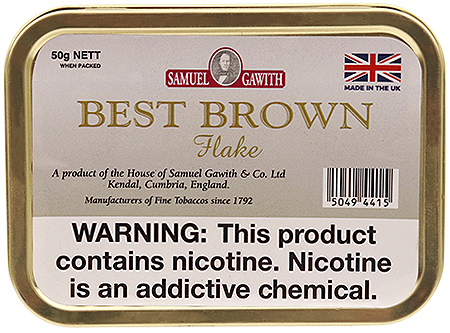 50g NETT
WHEN PACKED
SAMUEL GAWITH
MADE IN THE UK
BEST BROWN
Flake
A product of the House of Samuel Gawith & Co. Ltd
Kendal, Cumbria, England.
Manufacturers of Fine Tobaccos since 1792
5049 4415
WARNING: This product
contains nicotine. Nicotine
is an addictive chemical.